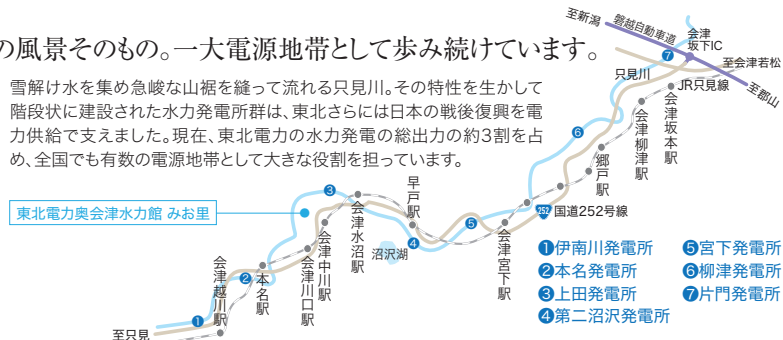 の風景そのもの。一大電源地帯として歩み続けています。
雪解け水を集め急峻な山裾を縫って流れる只見川。その特性を生かして
階段状に建設された水力発電所群は、東北さらには日本の戦後復興を電
力供給で支えました。現在、東北電力の水力発電の総出力の約3割を占
め、全国でも有数の電源地帯として大きな役割を担っています。
至新潟
磐越自動車道
会津
坂下IC
7
至会津若松
只見川
JR只見線
至郡山
会津坂本駅
会津柳津駅
6
郷戸駅
252
国道252号線
会津宮下駅
5
早戸駅
4
沼沢湖
3
会津水沼駅
東北電力奥会津水力館 みお里
会津中川駅
会津川口駅
本名駅
2
会津越川駅
1
至只見
1伊南川発電所
2本名発電所
3上田発電所
4第二沼沢発電所
5宮下発電所
6柳津発電所
7片門発電所